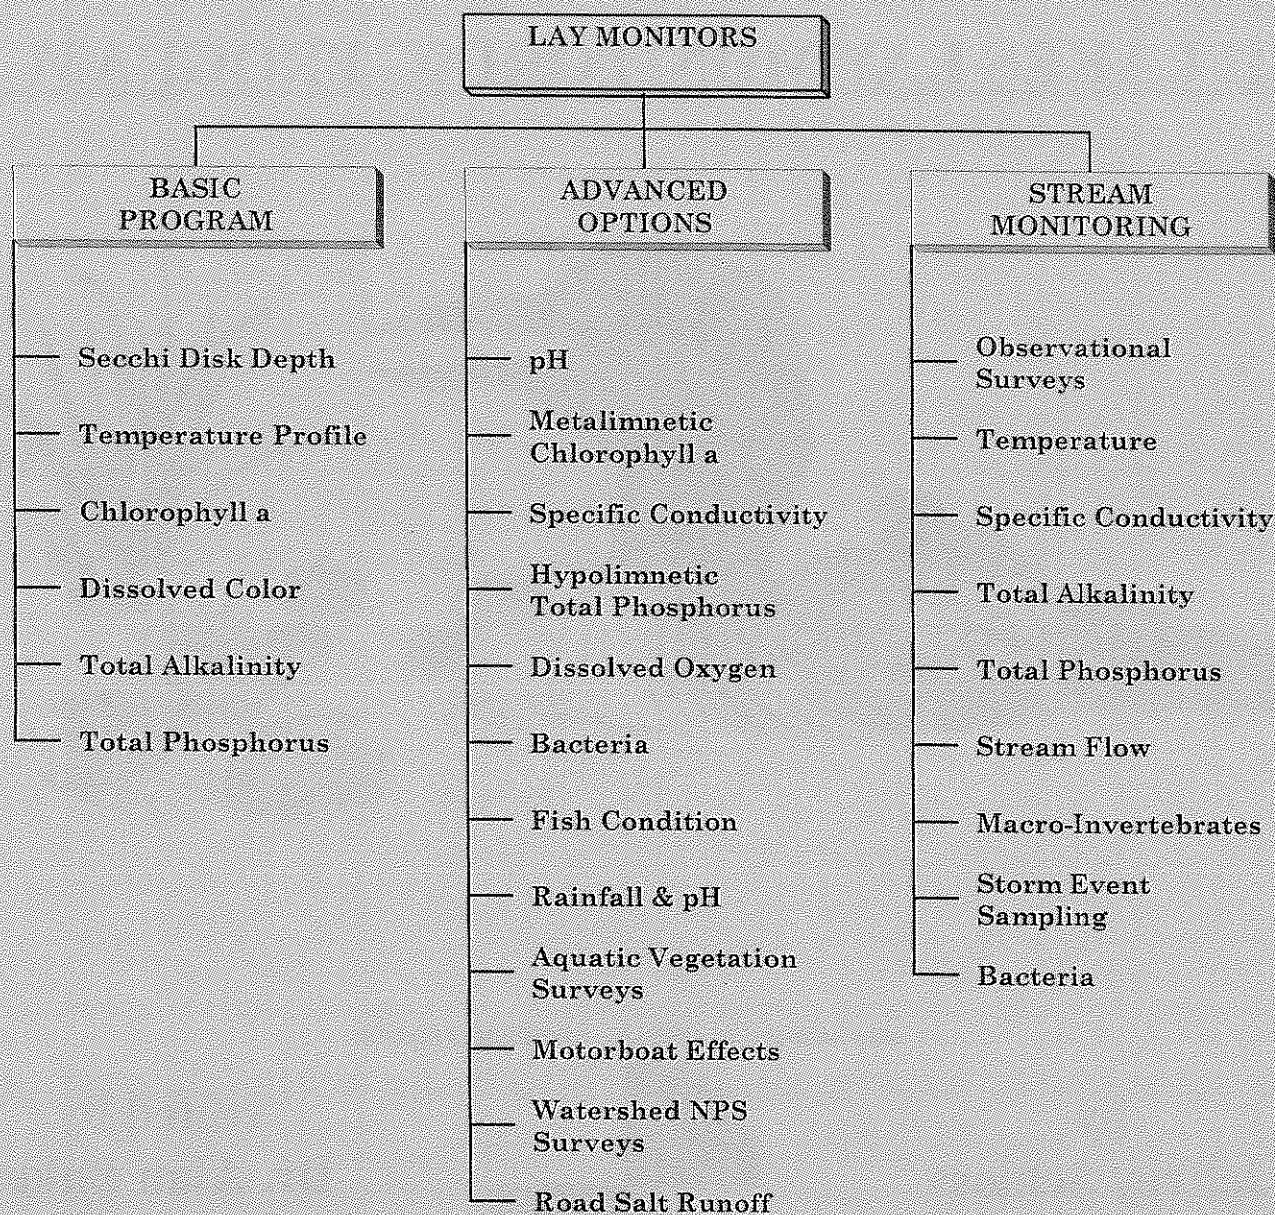 LAY MONITORS
BASIC
PROGRAM
Secchi Disk Depth
Temperature Profile
Chlorophyll a
Dissolved Color
Total Alkalinity
Total Phosphorus
ADVANCED
OPTIONS
pH
Metalimnetic
Chlorophyll a
Specific Conductivity
Hypolimnetic
Total Phosphorus
Dissolved Oxygen
Bacteria
Fish Condition
Rainfall & pH
Aquatic Vegetation
Surveys
Motorboat Effects
Watershed NPS
Surveys
Road Salt Runoff
STREAM
MONITORING
Observational
Surveys
Temperature
Specific Conductivity
Total Alkalinity
Total Phosphorus
Stream Flow
Macro-Invertebrates
Storm Event
Sampling
Bacteria